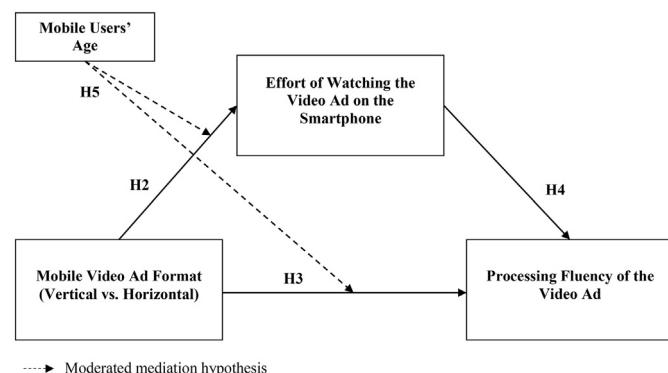 Mobile Users'
Age
H5
Effort of Watching the
Video Ad on the
Smartphone
H2
H4
Mobile Video Ad Format
(Vertical vs. Horizontal)
H3
Processing Fluency of the
Video Ad
Moderated mediation hypothesis